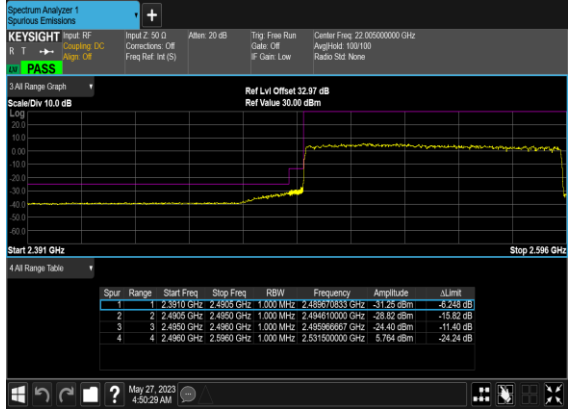 Spectrum Analyzer 1
Spurious Emissions
+
KEYSIGHT Input: RF Input Z: 50 Ω Atten: 20 dB Trig: Free Run Center Freq: 22.005000000 GHz
R T Coupling: DC Corrections: Off Gate: Off Avg|Hold: 100/100
Align: Off Freq Ref: Int (S) IF Gain: Low Radio Std: None
PASS
3 All Range Graph Ref Lvl Offset 32.97 dB
Scale/Div 10.0 dB Ref Value 30.00 dBm
Log
20.0
10.0
0.00
-10.0
-20.0
-30.0
-40.0
-50.0
-60.0
Start 2.391 GHz Stop 2.596 GHz
4 All Range Table
Spur Range Start Freq Stop Freq RBW Frequency Amplitude ΔLimit
1 1 2.3910 GHz 2.4905 GHz 1.000 MHz 2.489670833 GHz -31.25 dBm -6.248 dB
2 2 2.4905 GHz 2.4950 GHz 1.000 MHz 2.494610000 GHz -28.82 dBm -15.82 dB
3 3 2.4950 GHz 2.4960 GHz 1.000 MHz 2.495966667 GHz -24.40 dBm -11.40 dB
4 4 2.4960 GHz 2.5960 GHz 1.000 MHz 2.531500000 GHz 5.764 dBm -24.24 dB
? May 27, 2023
4:50:29 AM